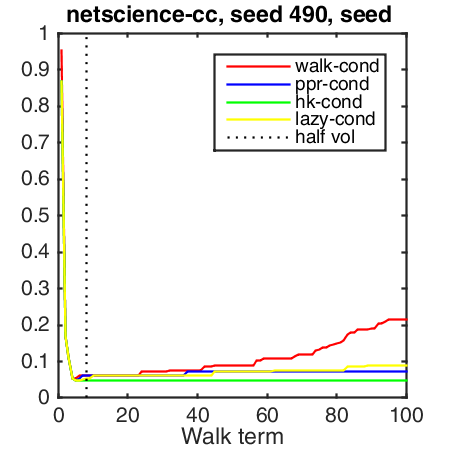 netscience-cc, seed 490, seed
1
0.9
0.8
0.7
0.6
0.5
0.4
0.3
0.2
0.1
0
walk-cond
ppr-cond
hk-cond
lazy-cond
half vol
0 20 40 60 80 100
Walk term